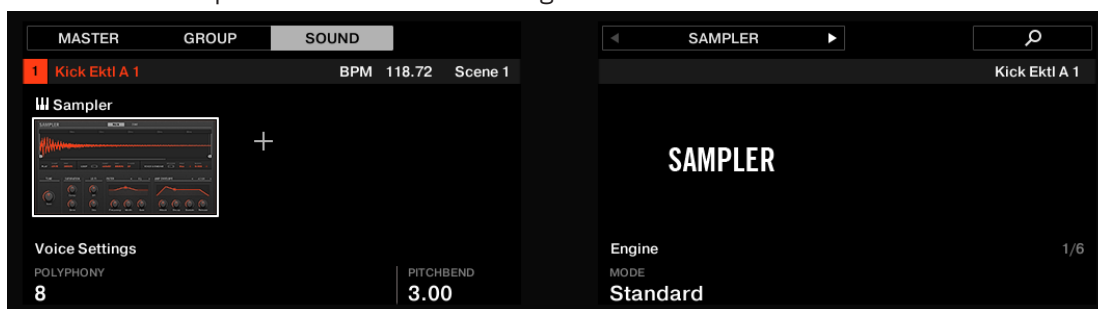 MASTER GROUP SOUND
SAMPLER
1 Kick Ektl A 1 BPM 118.72 Scene 1
Kick Ektl A 1
Sampler
SAMPLER
SAMPLER
Voice Settings
Engine 1/6
POLYPHONY PITCHBEND
MODE
8 3.00
Standard